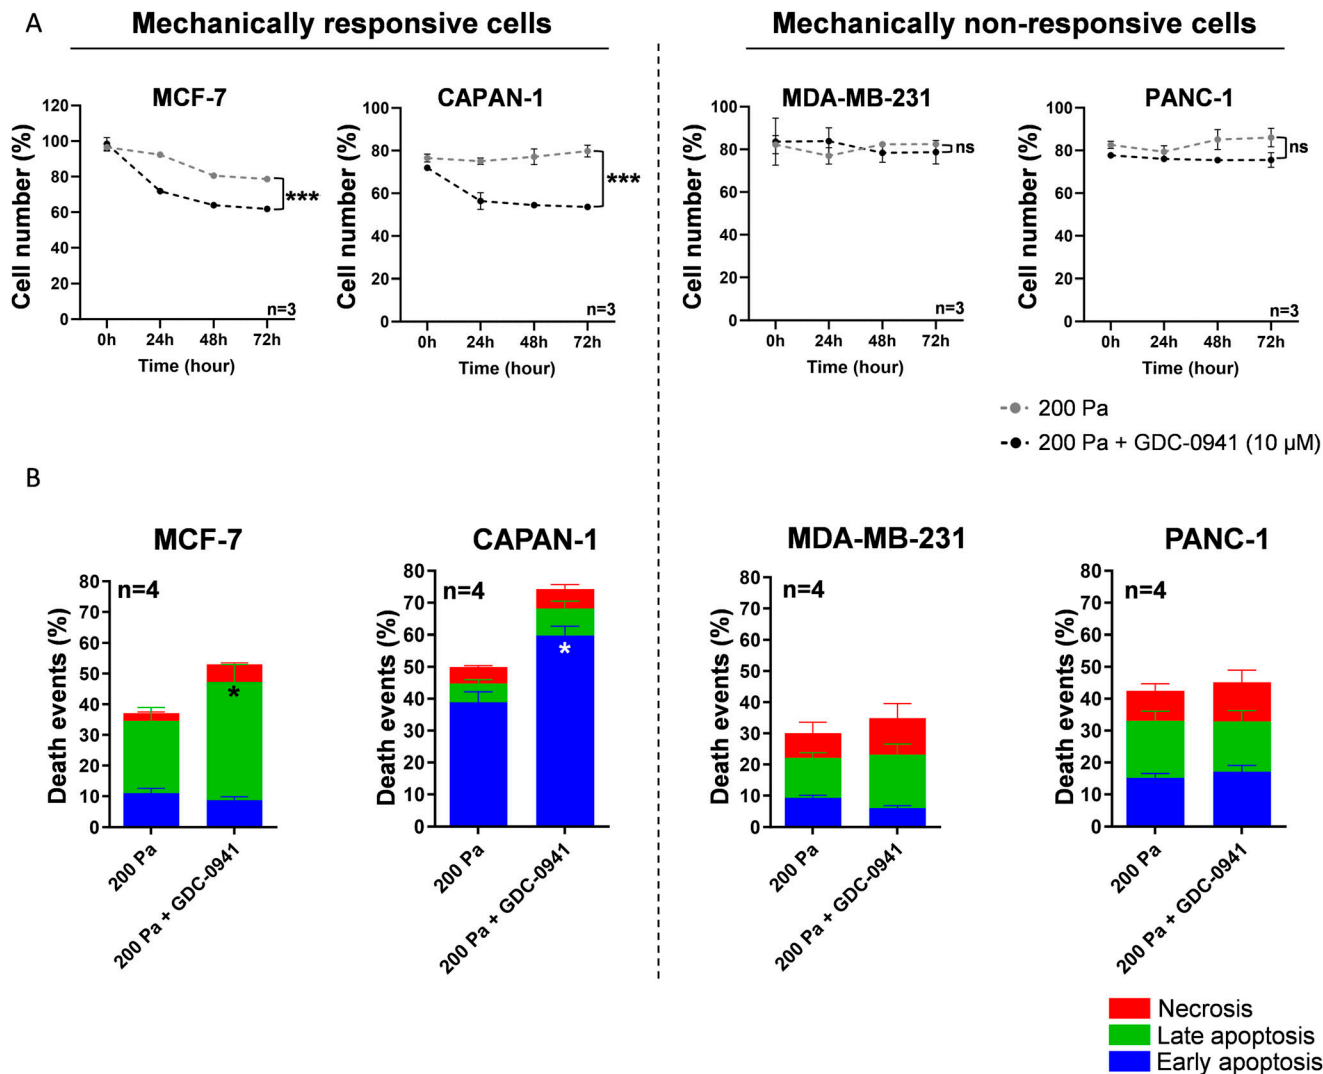 A
Mechanically responsive cells
Mechanically non-responsive cells
MCF-7
Cell number (%)
120
100
80
60
40
20
0
***
n=3
0h 24h 48h 72h
Time (hour)
CAPAN-1
Cell number (%)
100
80
60
40
20
0
***
n=3
0h 24h 48h 72h
Time (hour)
MDA-MB-231
Cell number (%)
100
80
60
40
20
0
ns
n=3
0h 24h 48h 72h
Time (hour)
PANC-1
Cell number (%)
100
80
60
40
20
0
ns
n=3
0h 24h 48h 72h
Time (hour)
200 Pa
200 Pa + GDC-0941 (10 µM)
B
MCF-7
Death events (%)
80
70
60
50
40
30
20
10
0
n=4
*
200 Pa
200 Pa + GDC-0941
CAPAN-1
Death events (%)
80
70
60
50
40
30
20
10
0
n=4
*
200 Pa
200 Pa + GDC-0941
MDA-MB-231
Death events (%)
80
70
60
50
40
30
20
10
0
n=4
200 Pa
200 Pa + GDC-0941
PANC-1
Death events (%)
80
70
60
50
40
30
20
10
0
n=4
200 Pa
200 Pa + GDC-0941
Necrosis
Late apoptosis
Early apoptosis